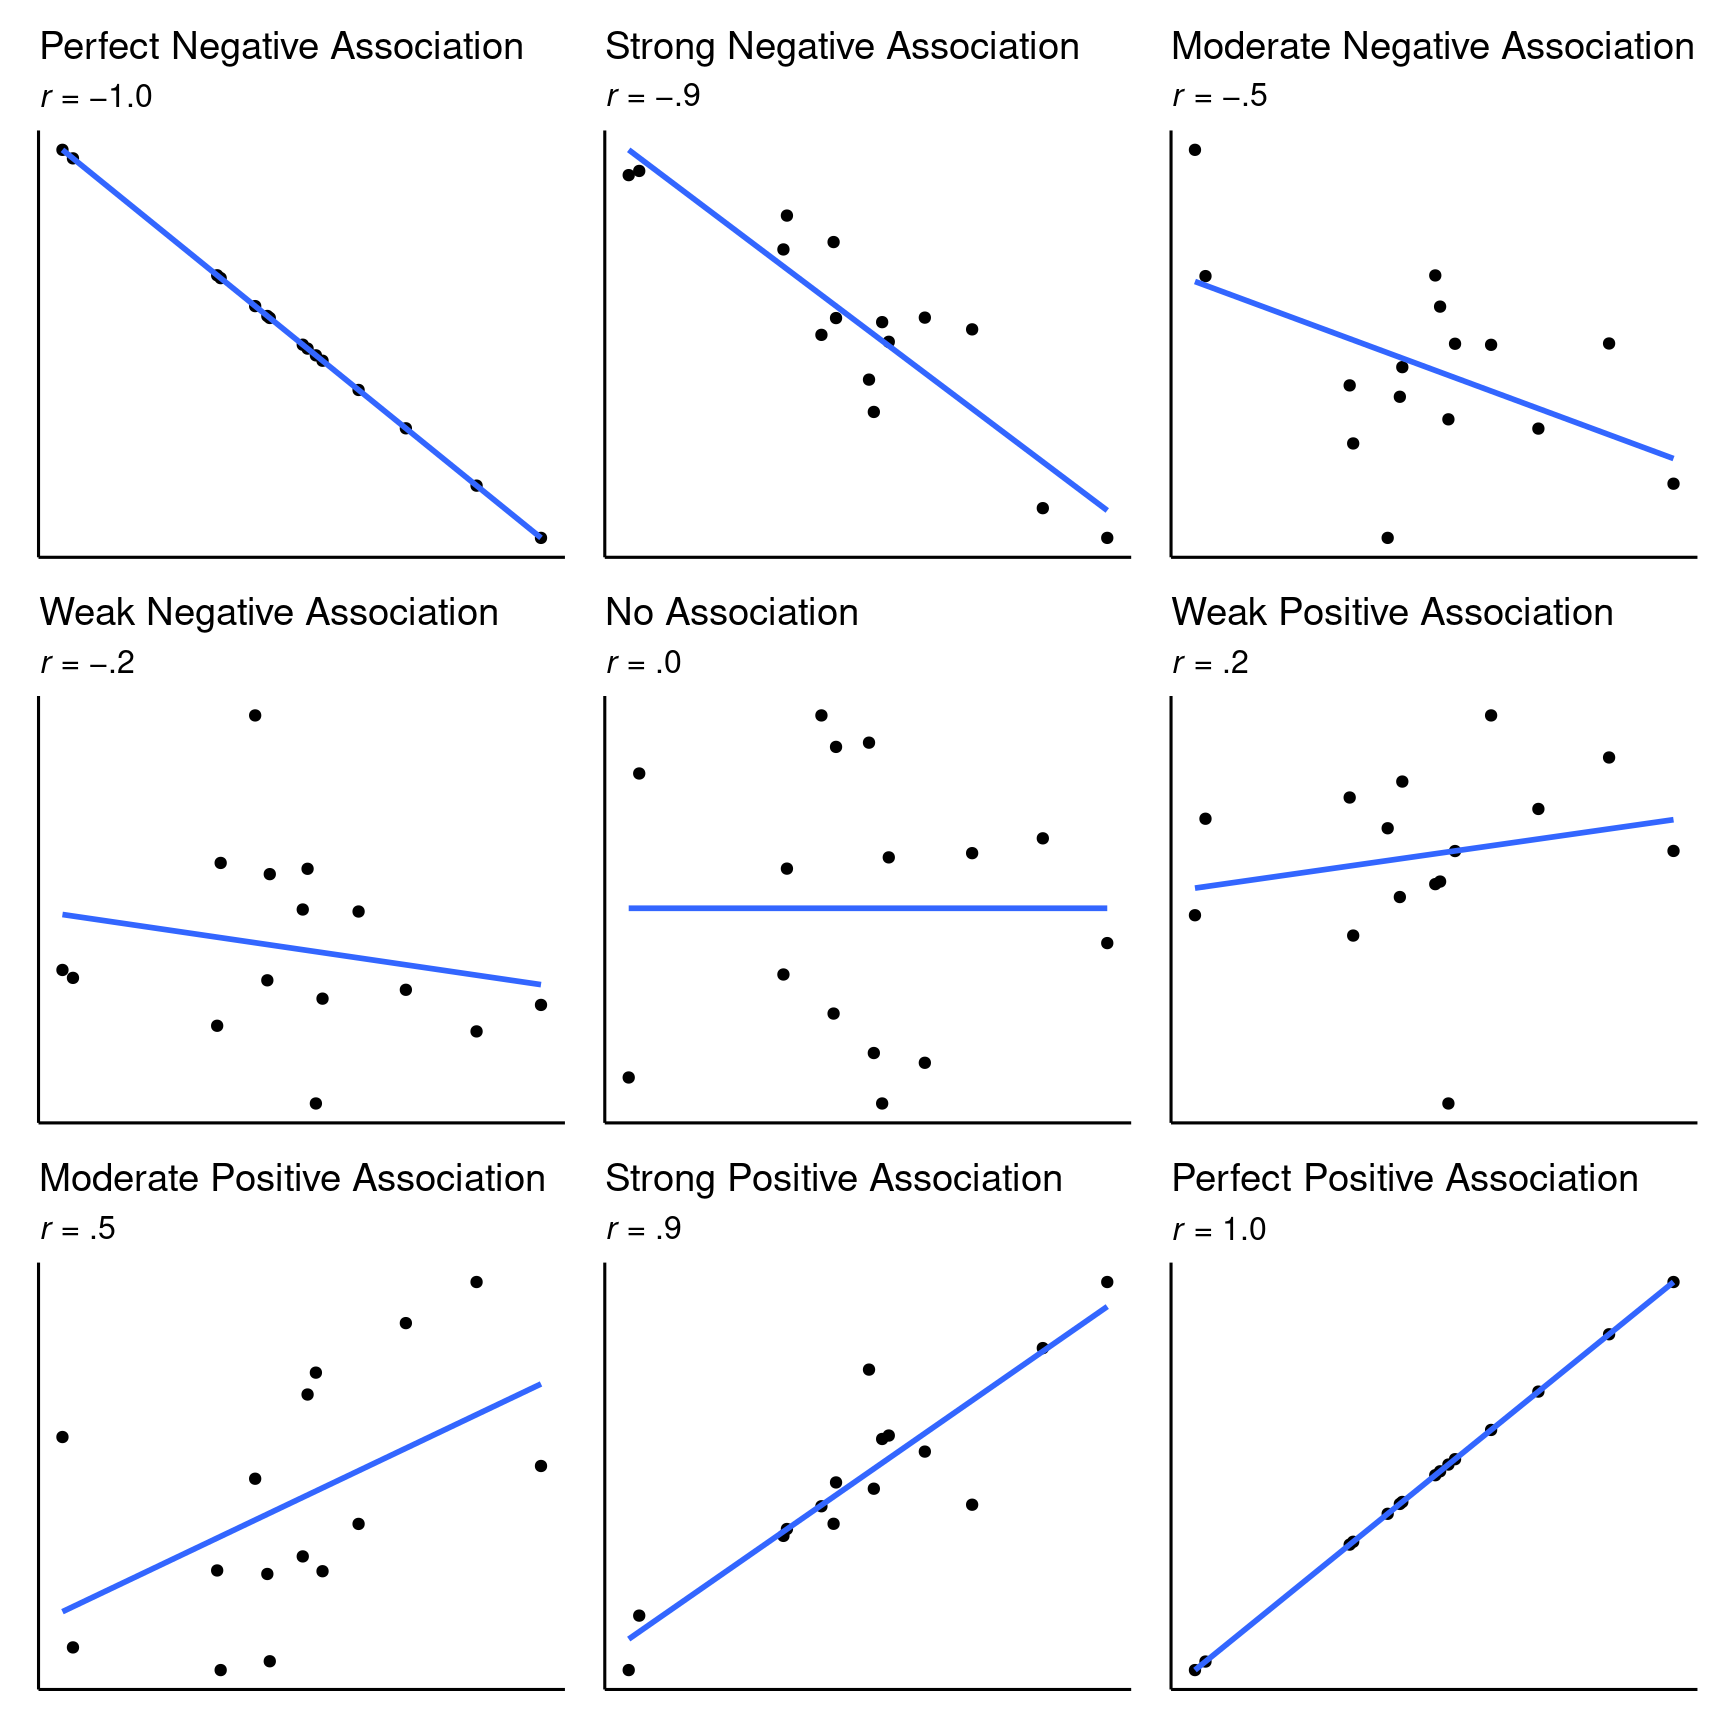 Perfect Negative Association
r = −1.0
Strong Negative Association
r = −.9
Moderate Negative Association
r = −.5
Weak Negative Association
r = −.2
No Association
r = .0
Weak Positive Association
r = .2
Moderate Positive Association
r = .5
Strong Positive Association
r = .9
Perfect Positive Association
r = 1.0